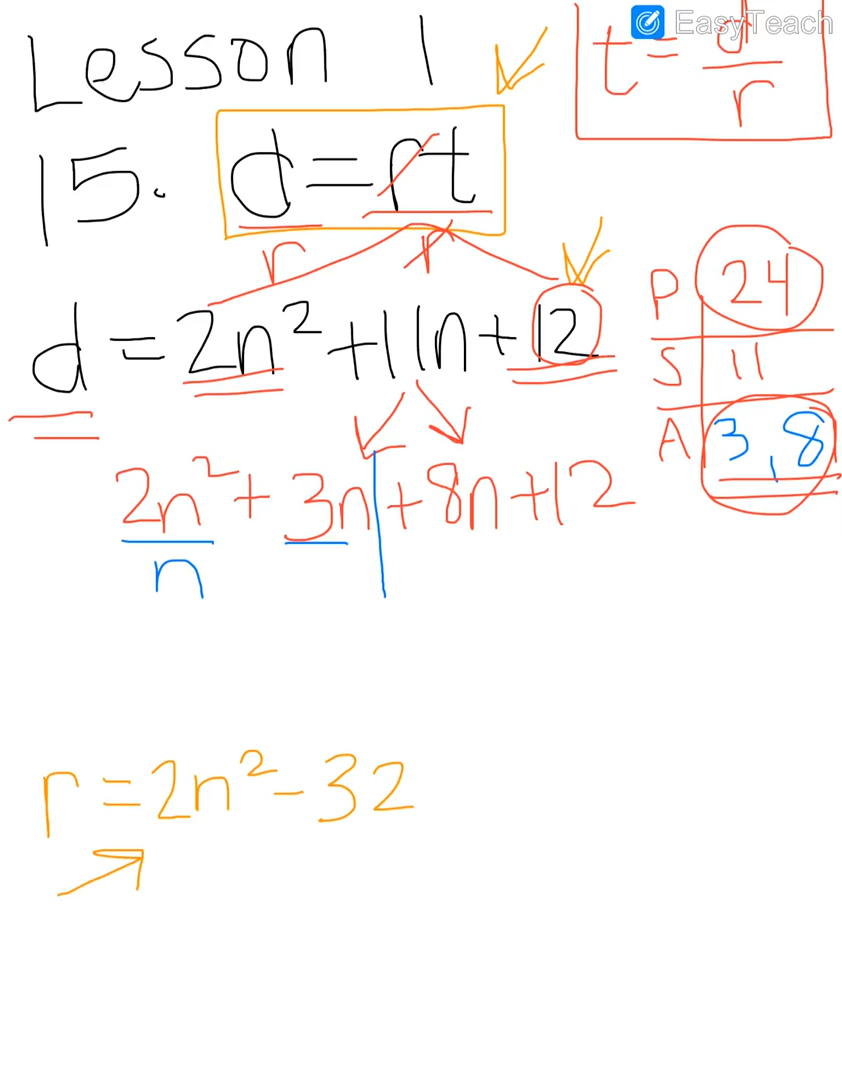 EasyTeach
Lesson 1
t = d/r
15. d = rt
r r
d = 2n² + 11n + 12
P 24
S 11
A 3, 8
2n² + 3n + 8n + 12
n
r = 2n² - 32